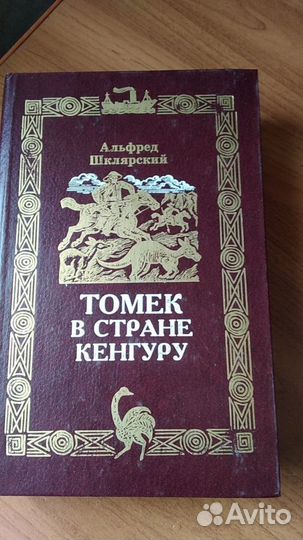 Альфред
Шклярский
ТОМЕК
В СТРАНЕ
КЕНГУРУ
Avito